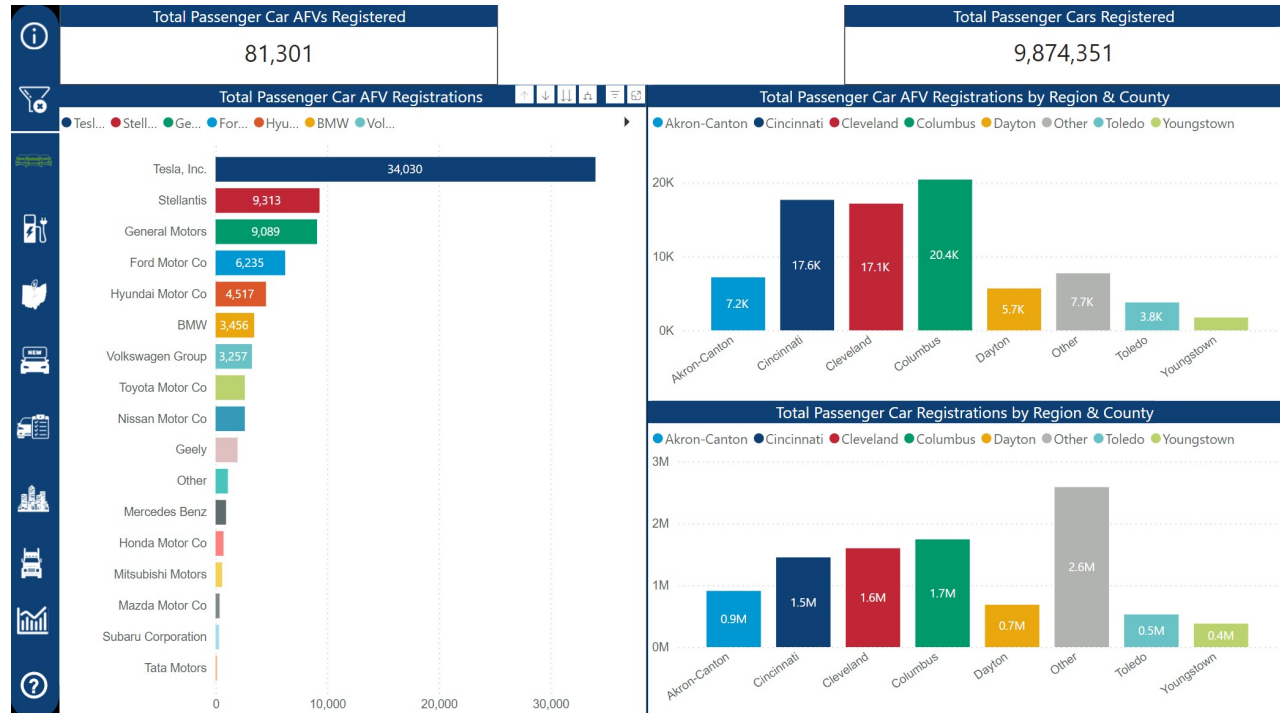 Total Passenger Car AFVs Registered
81,301
Total Passenger Cars Registered
9,874,351
Total Passenger Car AFV Registrations
Tesl... Stell... Ge... For... Hyu... BMW Vol...
Tesla, Inc. 34,030
Stellantis 9,313
General Motors 9,089
Ford Motor Co 6,235
Hyundai Motor Co 4,517
BMW 3,456
Volkswagen Group 3,257
Toyota Motor Co
Nissan Motor Co
Geely
Other
Mercedes Benz
Honda Motor Co
Mitsubishi Motors
Mazda Motor Co
Subaru Corporation
Tata Motors
0 10,000 20,000 30,000
Total Passenger Car AFV Registrations by Region & County
Akron-Canton Cincinnati Cleveland Columbus Dayton Other Toledo Youngstown
20K
10K
0K
7.2K 17.6K 17.1K 20.4K 5.7K 7.7K 3.8K
Akron-Canton Cincinnati Cleveland Columbus Dayton Other Toledo Youngstown
Total Passenger Car Registrations by Region & County
Akron-Canton Cincinnati Cleveland Columbus Dayton Other Toledo Youngstown
3M
2M
1M
0M
0.9M 1.5M 1.6M 1.7M 0.7M 2.6M 0.5M 0.4M
Akron-Canton Cincinnati Cleveland Columbus Dayton Other Toledo Youngstown
NEW